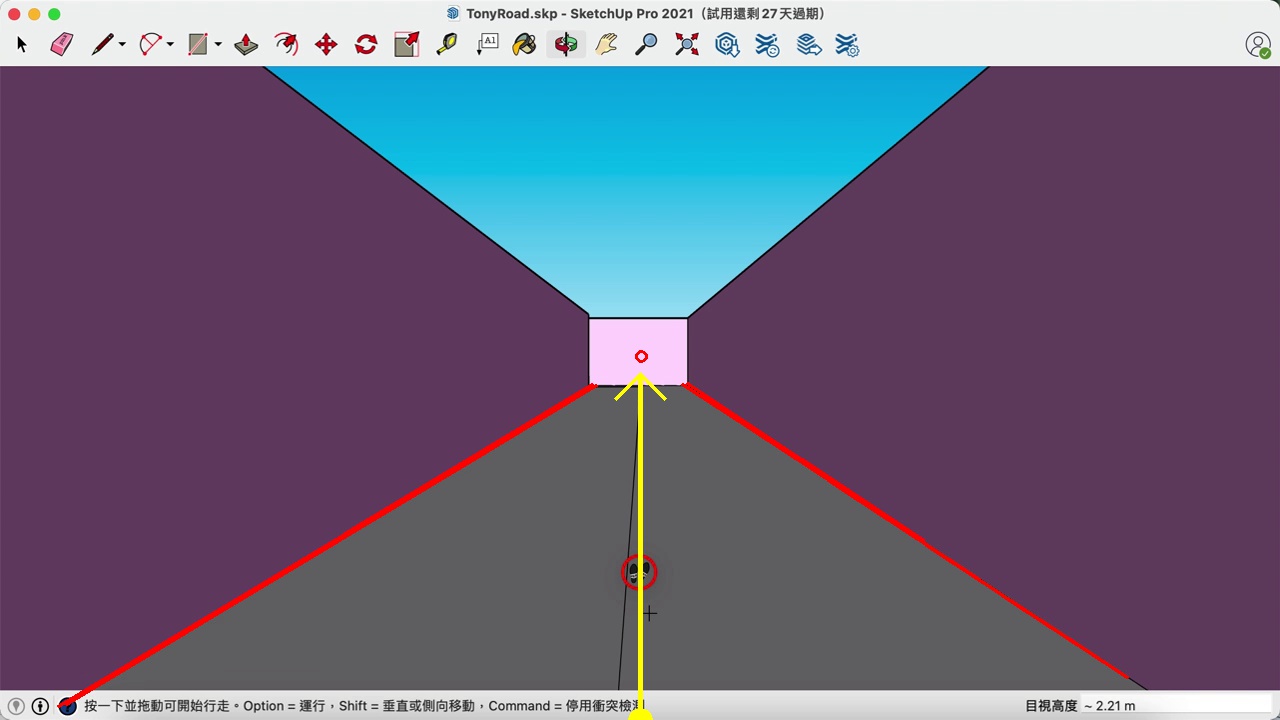 TonyRoad.skp - SketchUp Pro 2021（試用還剩 27 天過期）
A1
按一下並拖動可開始行走。Option = 運行，Shift = 垂直或側向移動，Command = 停用衝突檢測
目視高度 ~ 2.21 m